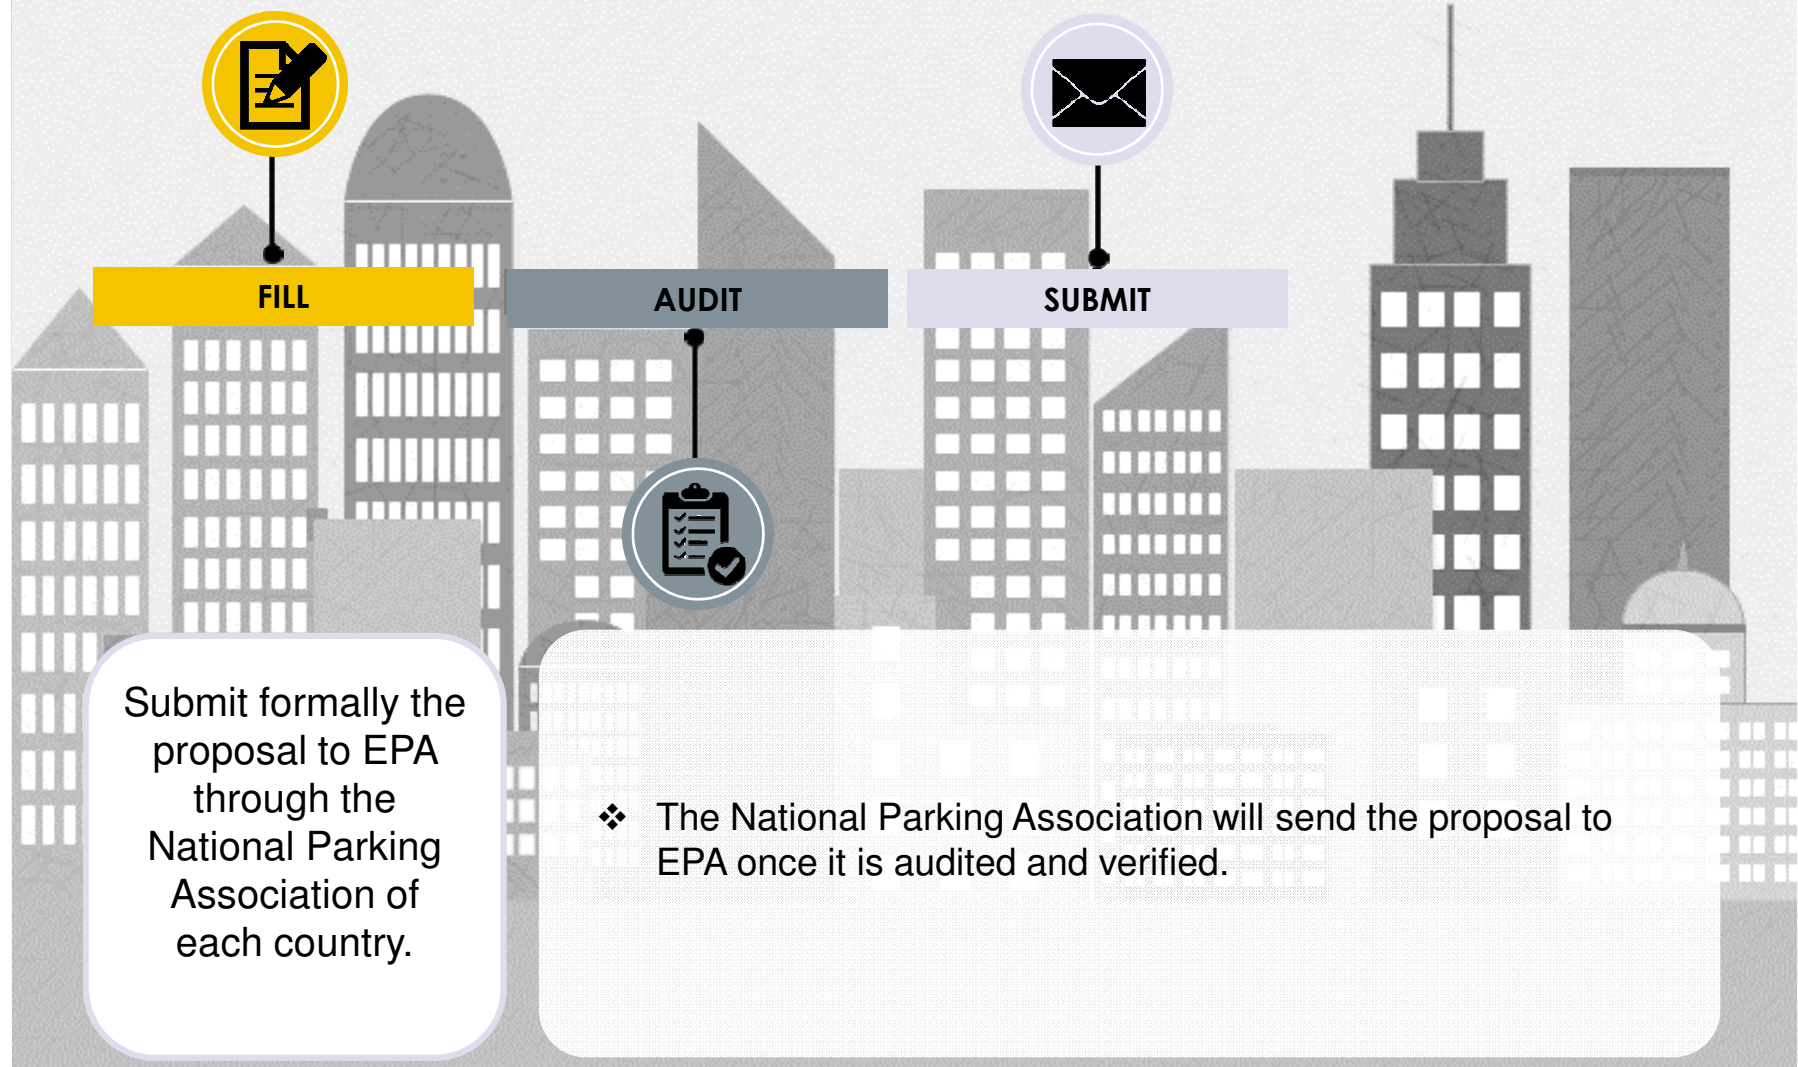 FILL
AUDIT
SUBMIT
Submit formally the
proposal to EPA
through the
National Parking
Association of
each country.
❖ The National Parking Association will send the proposal to
EPA once it is audited and verified.